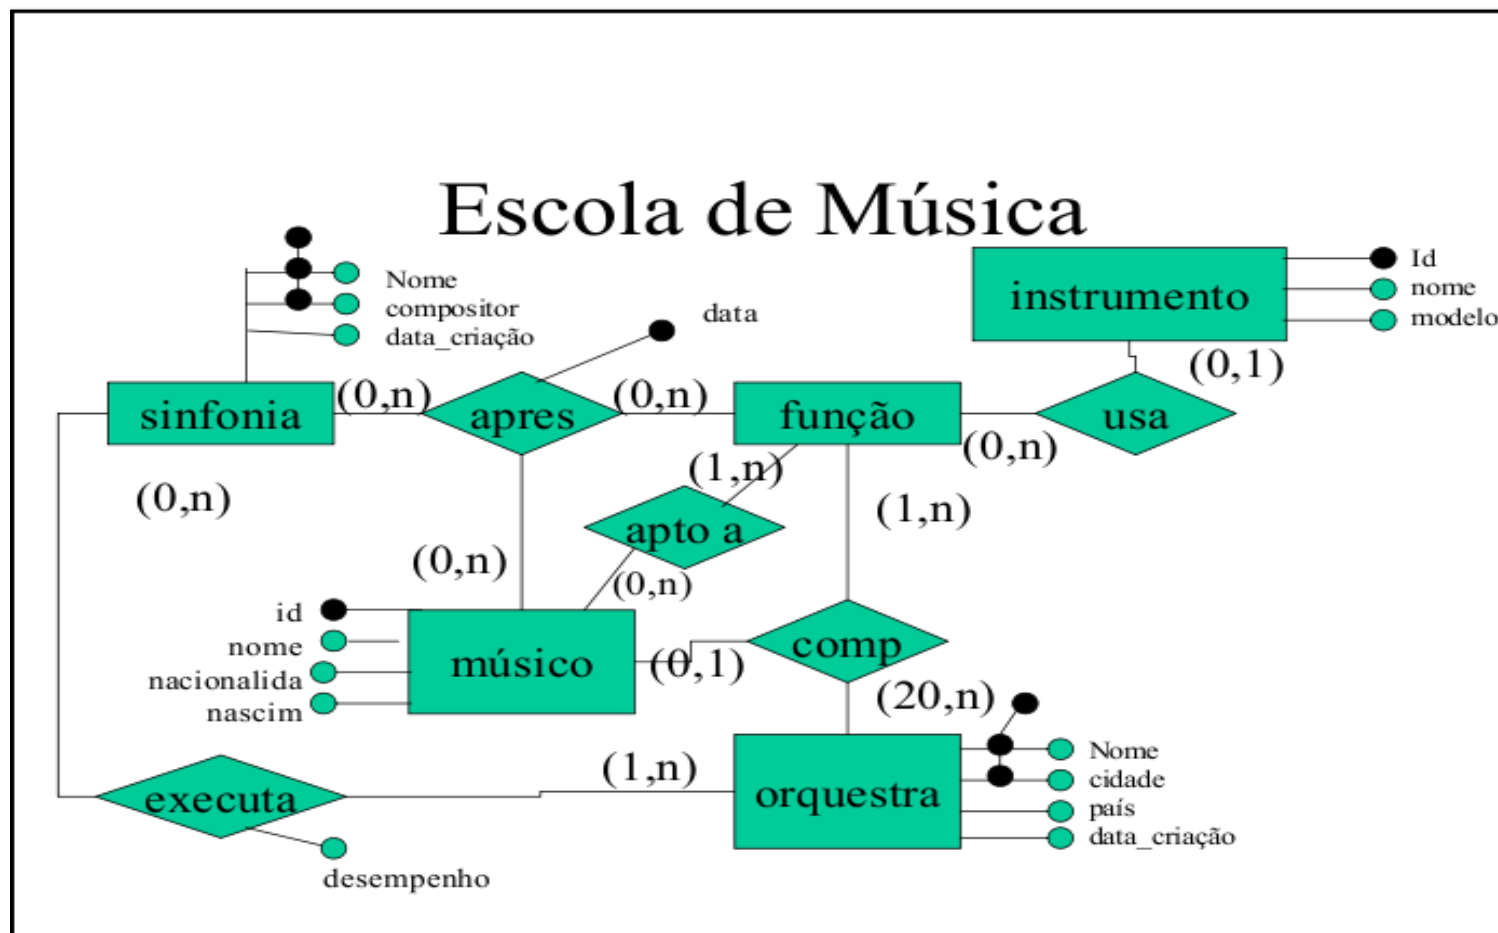 Escola de Música
Nome
compositor
data_criação
data
instrumento
Id
nome
modelo
(0,1)
sinfonia
(0,n)
apres
(0,n)
função
(0,n)
usa
(0,n)
(1,n)
(1,n)
apto a
(0,n)
(0,n)
id
nome
nacionalida
nascim
músico
(0,1)
comp
(20,n)
executa
(1,n)
orquestra
Nome
cidade
país
data_criação
desempenho